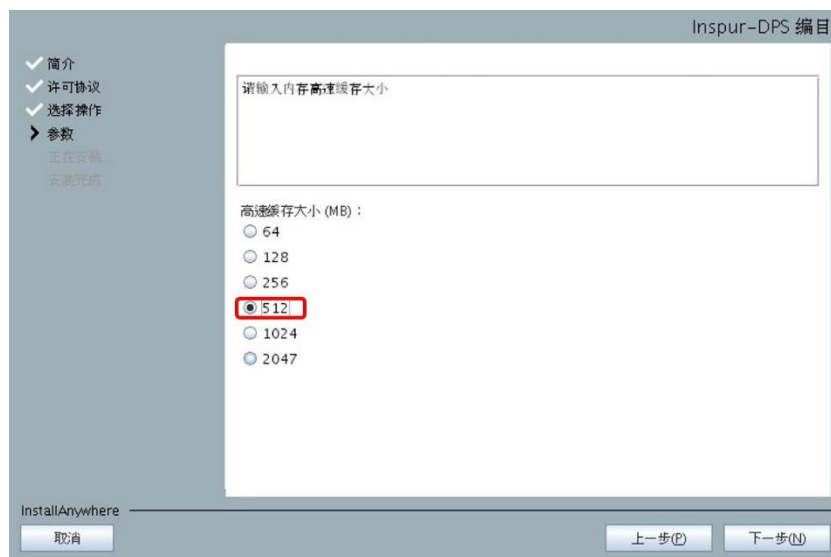 Inspur-DPS 编目
简介
许可协议
选择操作
参数
正在安装...
安装完成
请输入内存高速缓存大小
高速缓存大小 (MB)：
64
128
256
512
1024
2047
InstallAnywhere
取消
上一步(P)
下一步(N)